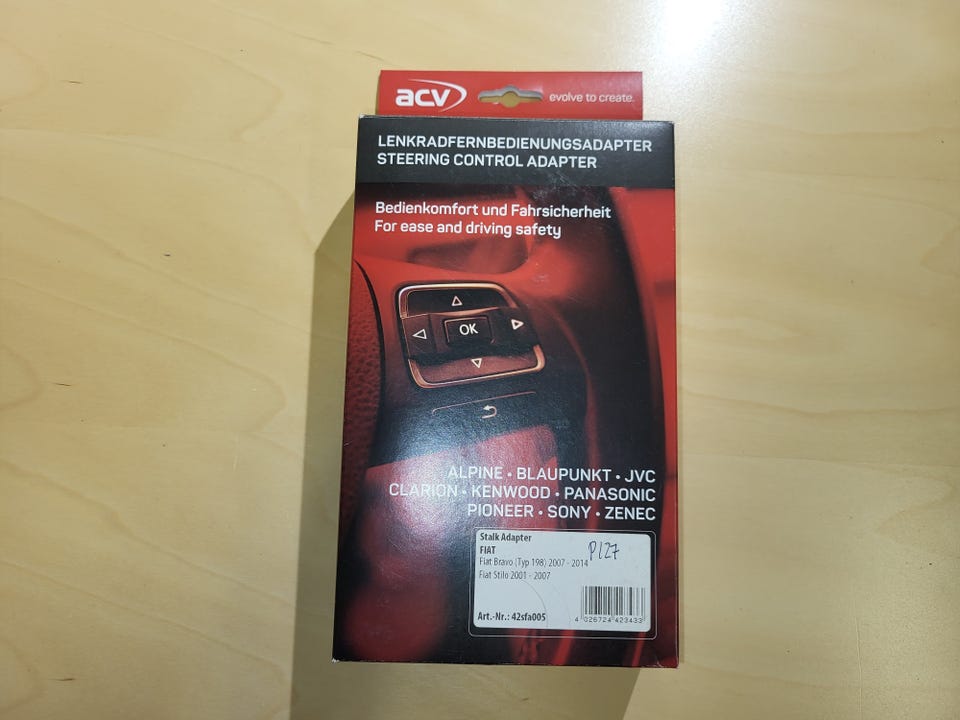 acv
evolve to create.
LENKRADFERNBEDIENUNGSADAPTER
STEERING CONTROL ADAPTER
Bedienkomfort und Fahrsicherheit
For ease and driving safety
OK
ALPINE • BLAUPUNKT • JVC
CLARION • KENWOOD • PANASONIC
PIONEER • SONY • ZENEC
Stalk Adapter
FIAT
P127
Fiat Bravo (Typ 198) 2007 - 2014
Fiat Stilo 2001 - 2007
Art.-Nr.: 42sfa005
4 026724 423433